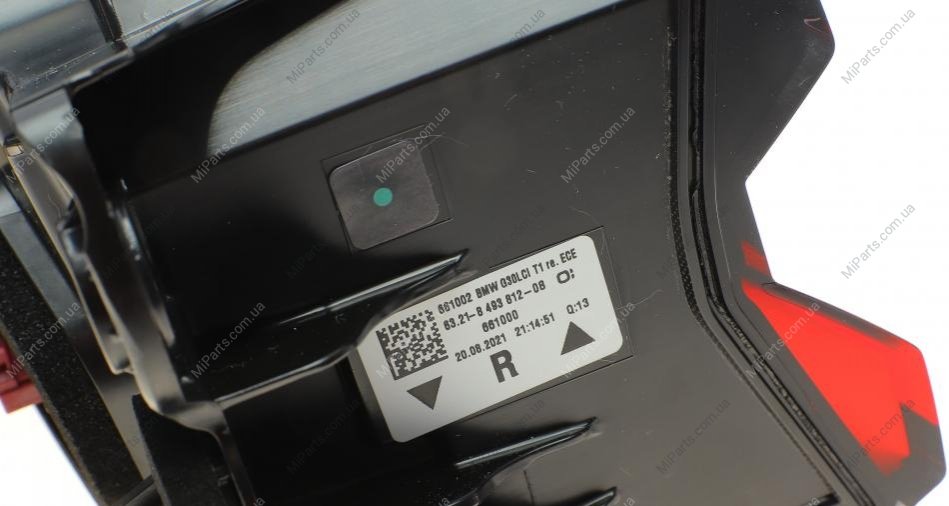 661002 BMW G30LCI T1 re. ECE
63.21-8 493 812-08
661000
20.08.2021 21:14:51 Q:13
R
MiParts.com.ua